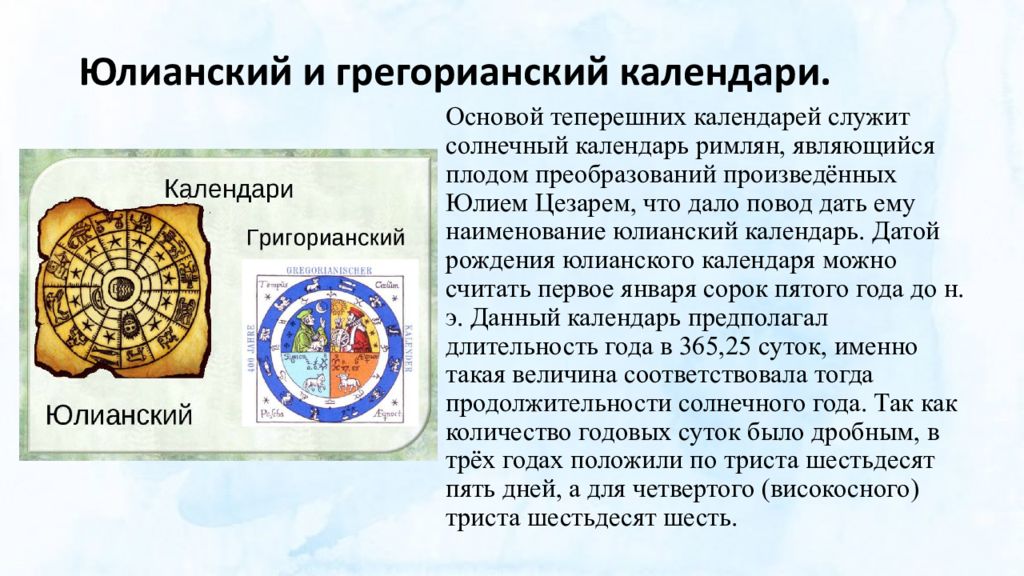 Юлианский и грегорианский календари.
Календари
Григорианский
GREGORIANISCHER
Tempus
Cœlum
400 JAHRE
KALENDER
Signon
Pascha
Æqnoct
Юлианский
Основой теперешних календарей служит
солнечный календарь римлян, являющийся
плодом преобразований произведённых
Юлием Цезарем, что дало повод дать ему
наименование юлианский календарь. Датой
рождения юлианского календаря можно
считать первое января сорок пятого года до н.
э. Данный календарь предполагал
длительность года в 365,25 суток, именно
такая величина соответствовала тогда
продолжительности солнечного года. Так как
количество годовых суток было дробным, в
трёх годах положили по триста шестьдесят
пять дней, а для четвертого (високосного)
триста шестьдесят шесть.